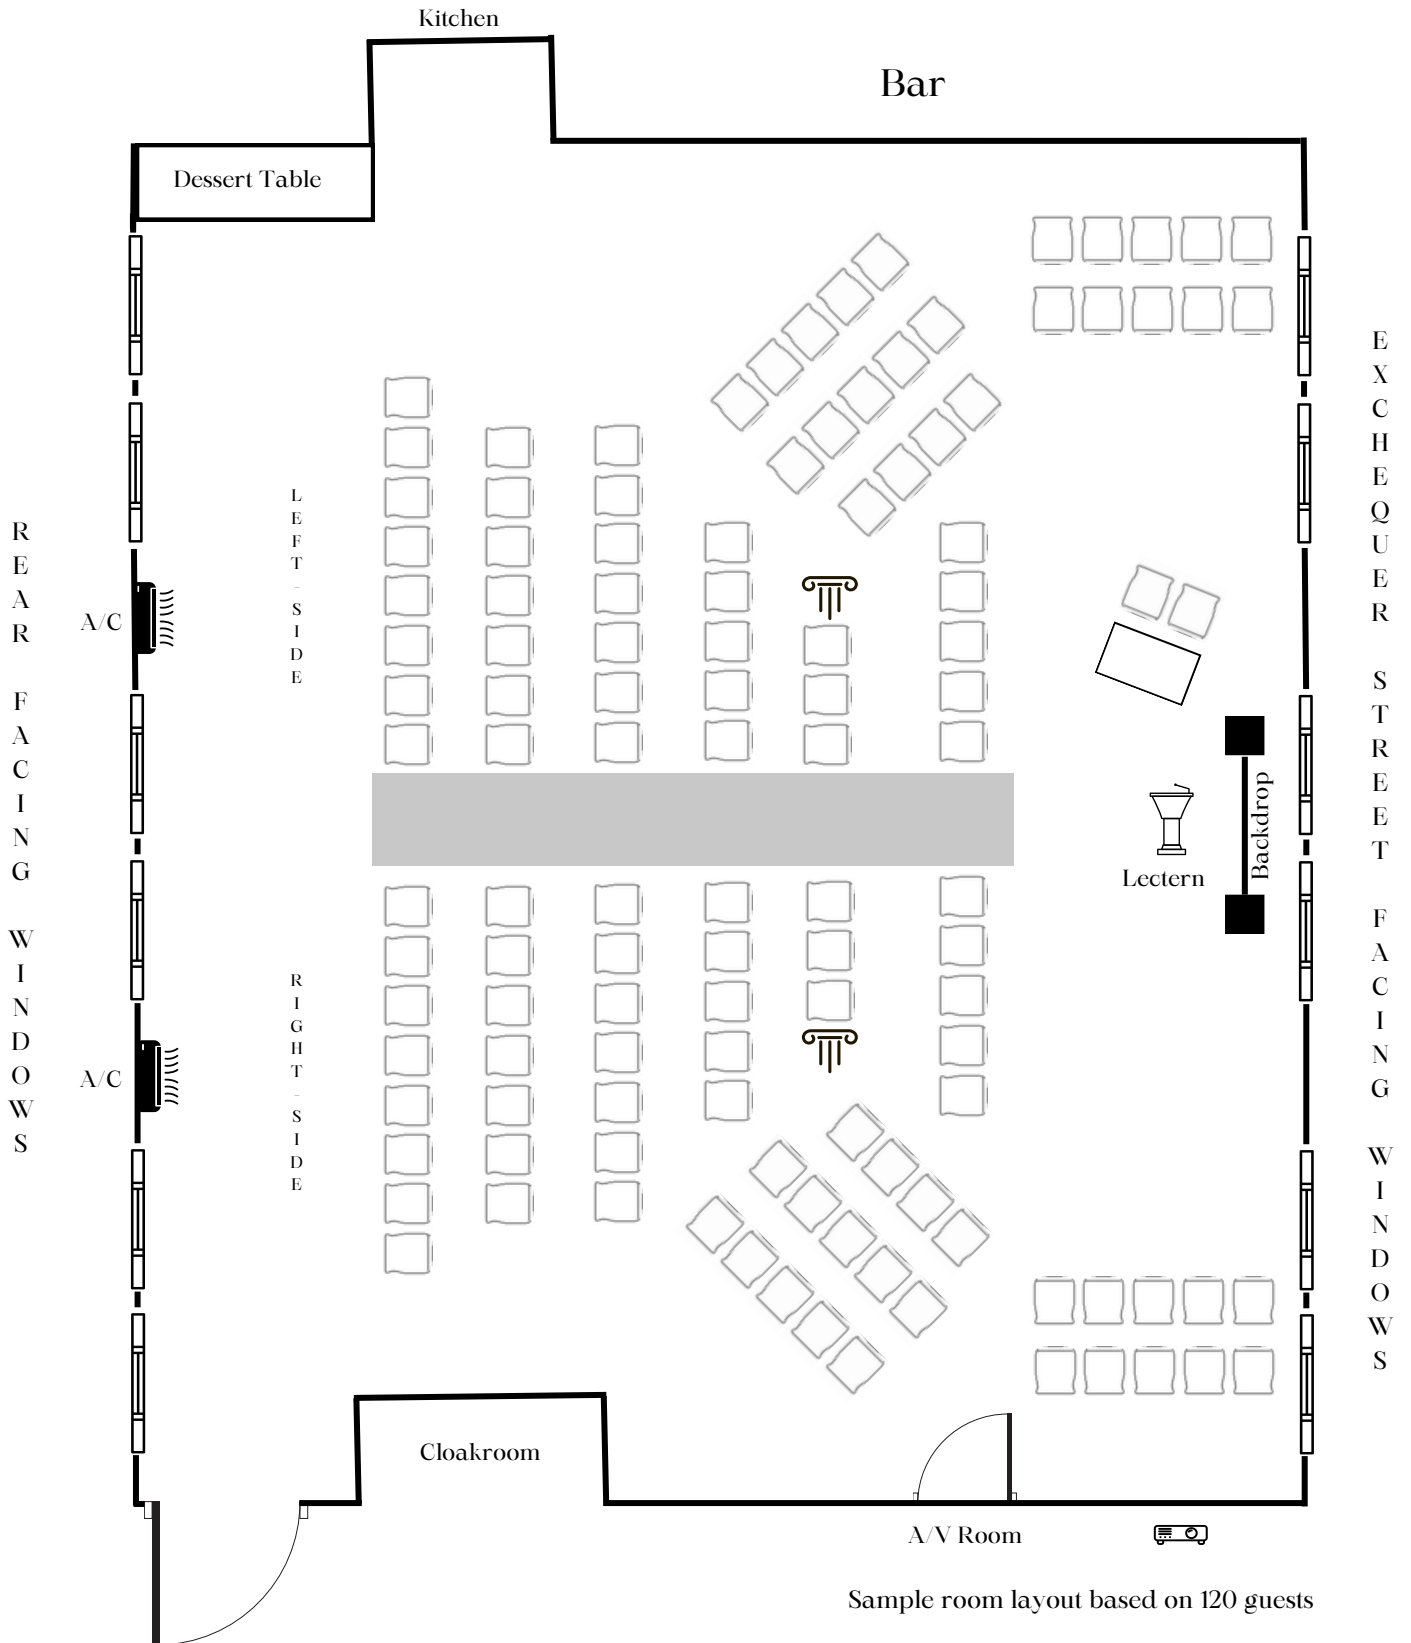 Kitchen
Bar
Dessert Table
EXCHEQUER STREET FACING WINDOWS
LEFT-SIDE
REAR FACING WINDOWS
A/C
Backdrop
Lectern
RIGHT-SIDE
A/C
Cloakroom
A/V Room
Sample room layout based on 120 guests